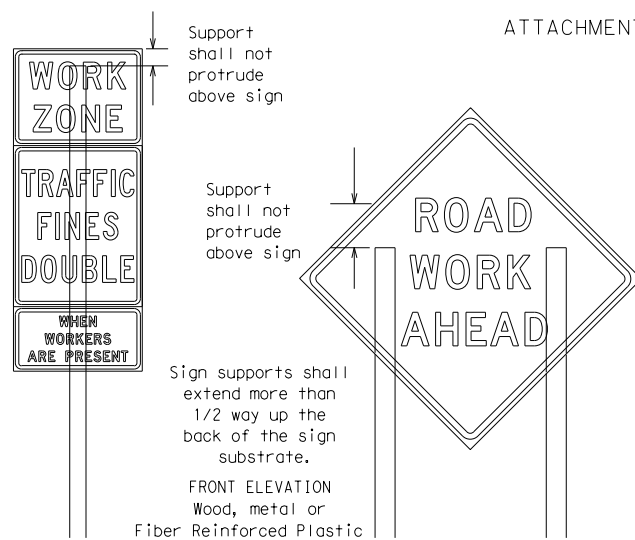 ATTACHMENT
Support
shall not
protrude
above sign
WORK
ZONE
TRAFFIC
FINES
DOUBLE
WHEN
WORKERS
ARE PRESENT
Support
shall not
protrude
above sign
ROAD
WORK
AHEAD
Sign supports shall
extend more than
1/2 way up the
back of the sign
substrate.
FRONT ELEVATION
Wood, metal or
Fiber Reinforced Plastic